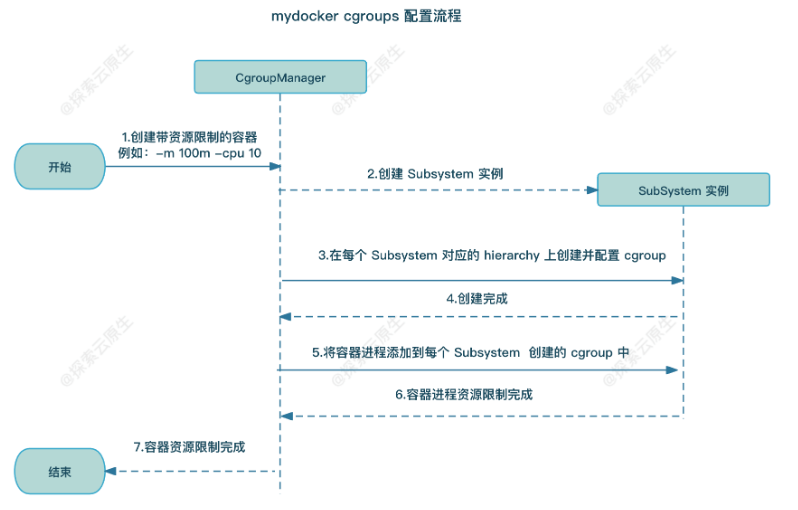 mydocker cgroups 配置流程
@探索云原生
@探索云原生
@探索云原生
CgroupManager
1.创建带资源限制的容器
例如：-m 100m -cpu 10
开始
2.创建 Subsystem 实例
SubSystem 实例
3.在每个 Subsystem 对应的 hierarchy 上创建并配置 cgroup
4.创建完成
5.将容器进程添加到每个 Subsystem 创建的 cgroup 中
@探索云原生
@探索云原生
@探索云原生
6.容器进程资源限制完成
7.容器资源限制完成
结束